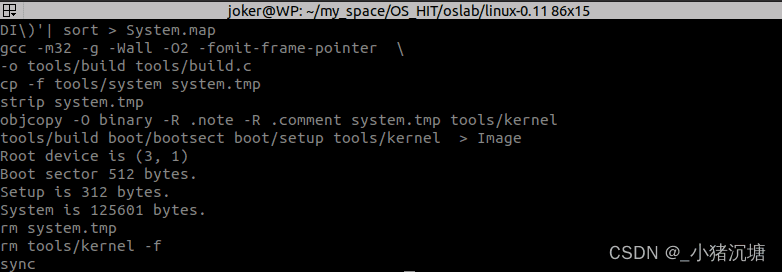 joker@WP: ~/my_space/OS_HIT/oslab/linux-0.11 86x15
DI\)'| sort > System.map
gcc -m32 -g -Wall -O2 -fomit-frame-pointer  \
-o tools/build tools/build.c
cp -f tools/system system.tmp
strip system.tmp
objcopy -O binary -R .note -R .comment system.tmp tools/kernel
tools/build boot/bootsect boot/setup tools/kernel  > Image
Root device is (3, 1)
Boot sector 512 bytes.
Setup is 312 bytes.
System is 125601 bytes.
rm system.tmp
rm tools/kernel -f
sync
CSDN @_小猪沉塘